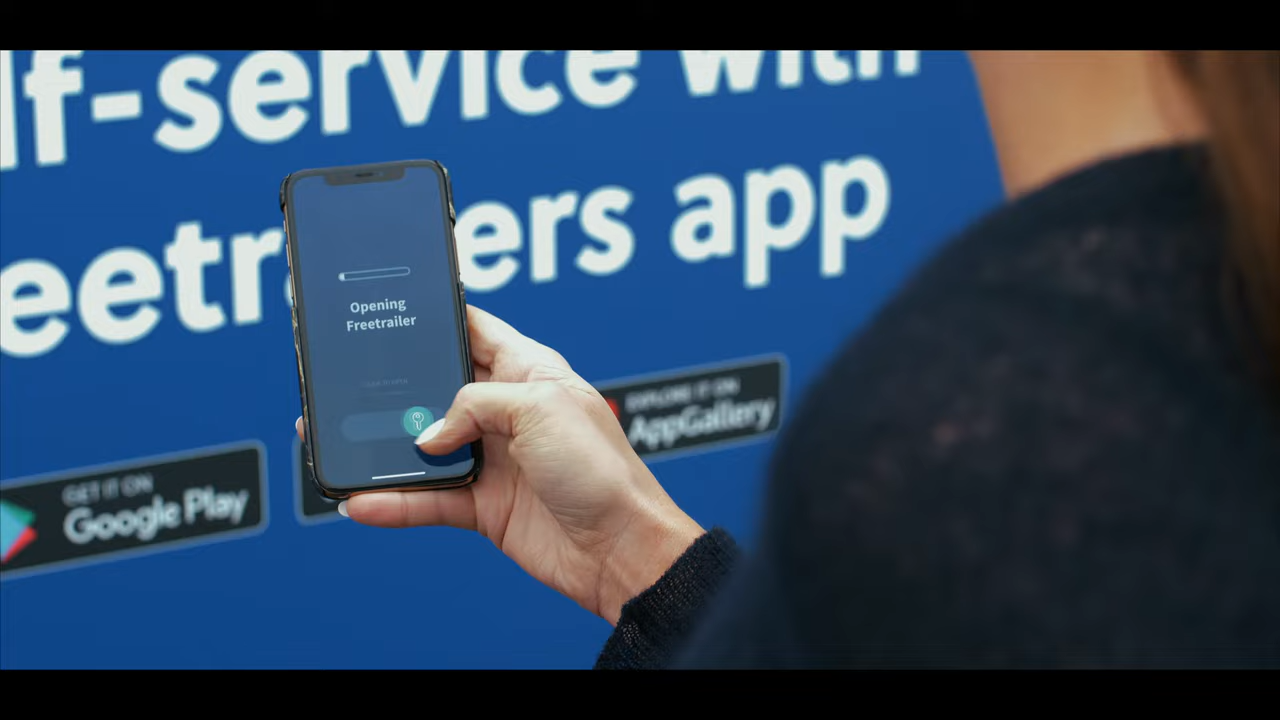 lf-service with
eetr
ers app
Opening
Freetrailer
GET IT ON
Google Play
EXPLORE IT ON
AppGallery